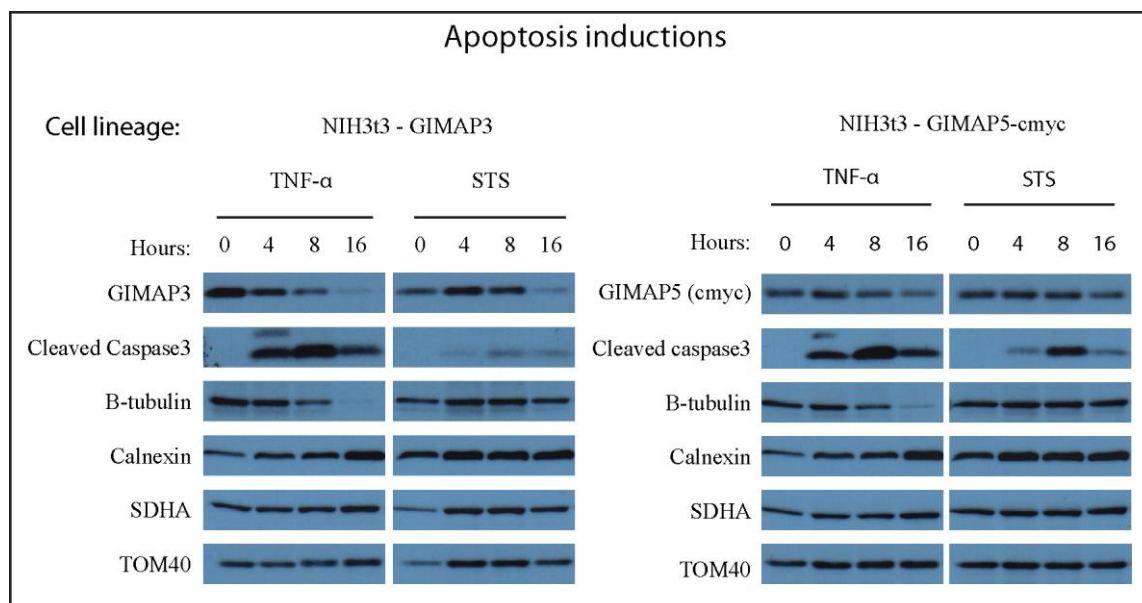 Apoptosis inductions
Cell lineage:
NIH3t3 - GIMAP3
TNF-α STS
Hours: 0 4 8 16 0 4 8 16
GIMAP3
Cleaved Caspase3
B-tubulin
Calnexin
SDHA
TOM40
NIH3t3 - GIMAP5-cmyc
TNF-α STS
Hours: 0 4 8 16 0 4 8 16
GIMAP5 (cmyc)
Cleaved caspase3
B-tubulin
Calnexin
SDHA
TOM40